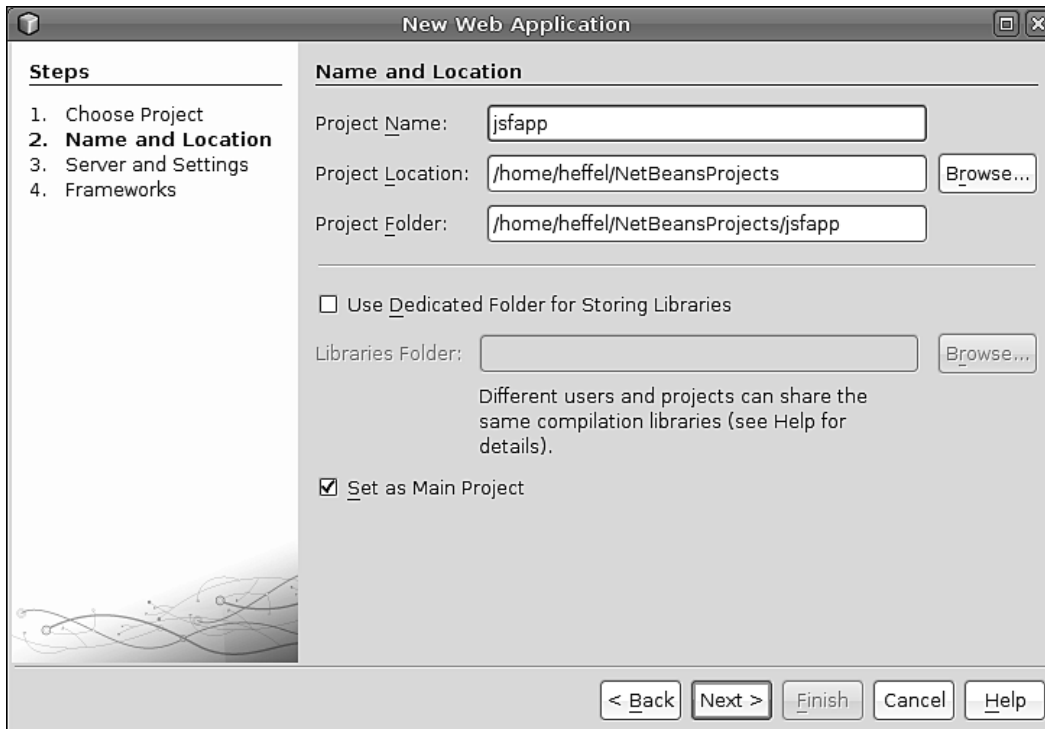 New Web Application
Steps
1. Choose Project
2. Name and Location
3. Server and Settings
4. Frameworks
Name and Location
Project Name: jsfapp
Project Location: /home/heffel/NetBeansProjects Browse...
Project Folder: /home/heffel/NetBeansProjects/jsfapp
Use Dedicated Folder for Storing Libraries
Libraries Folder: Browse...
Different users and projects can share the
same compilation libraries (see Help for
details).
Set as Main Project
< Back Next > Finish Cancel Help